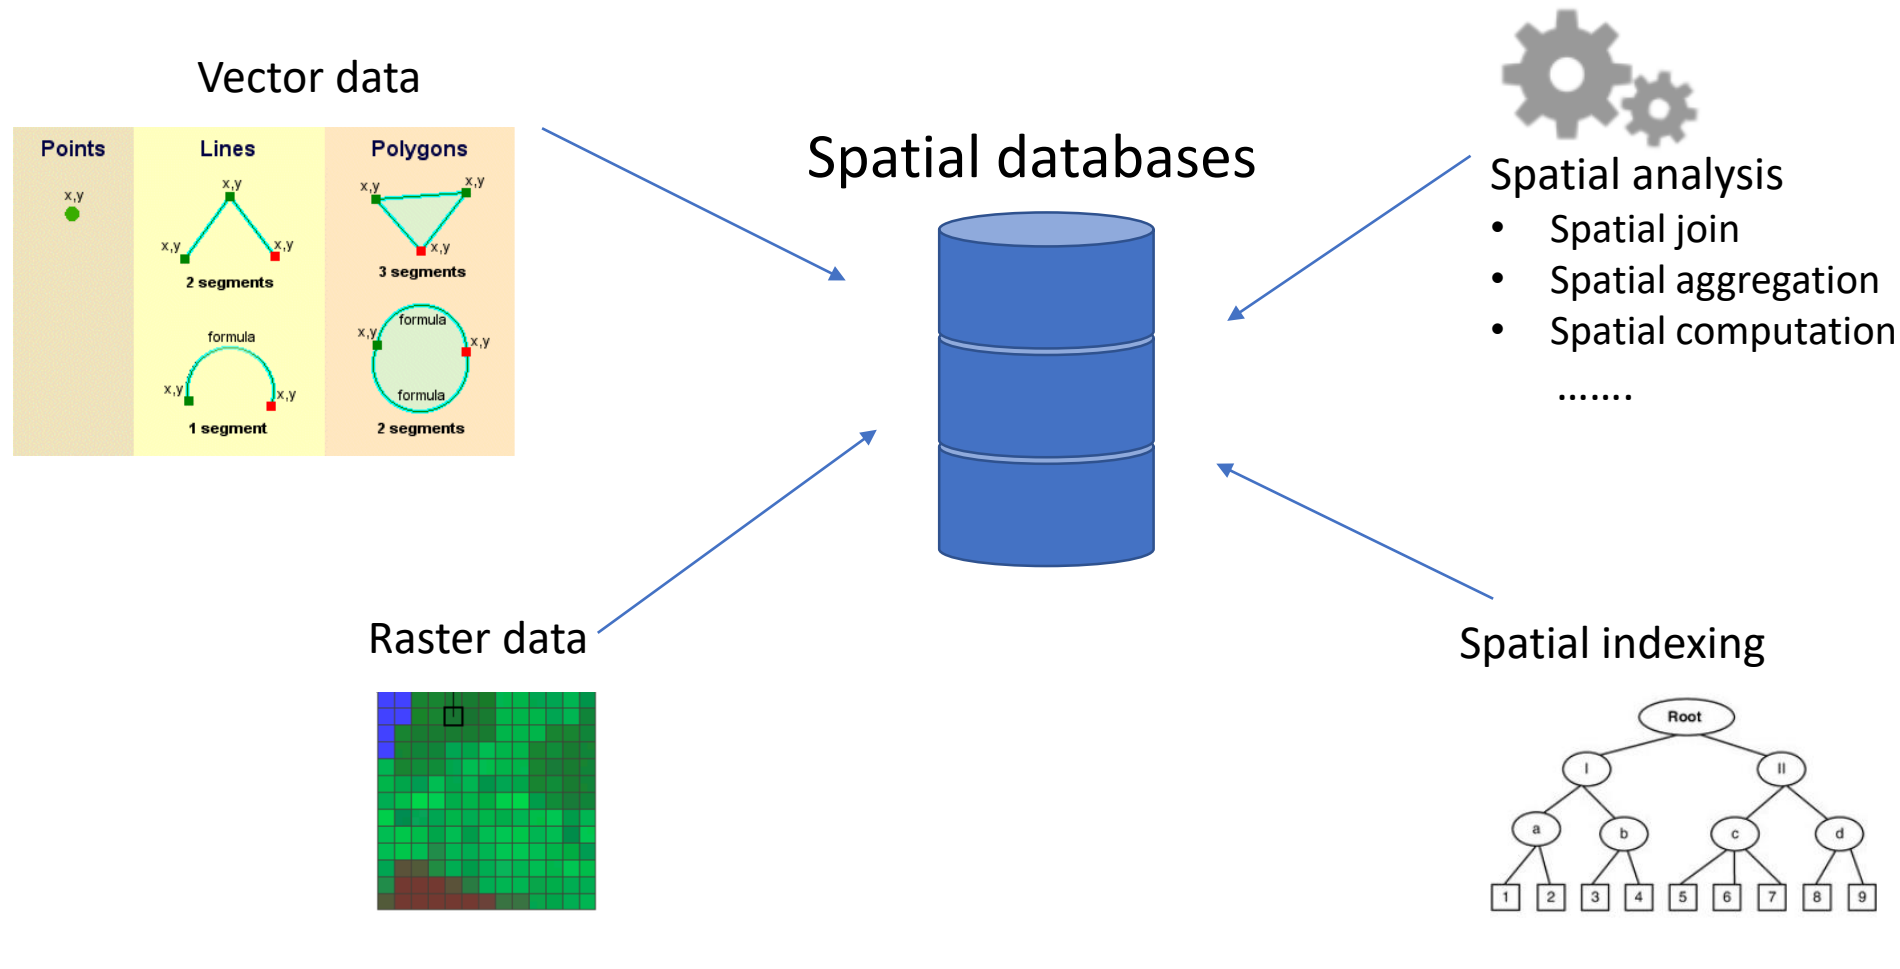 Vector data
Points
Lines
Polygons
x,y
x,y
x,y
x,y
2 segments
formula
x,y
x,y
1 segment
x,y
x,y
x,y
3 segments
formula
x,y
x,y
formula
2 segments
Raster data
Spatial databases
Spatial analysis
• Spatial join
• Spatial aggregation
• Spatial computation
.......
Spatial indexing
Root
I II
a b c d
1 2 3 4 5 6 7 8 9